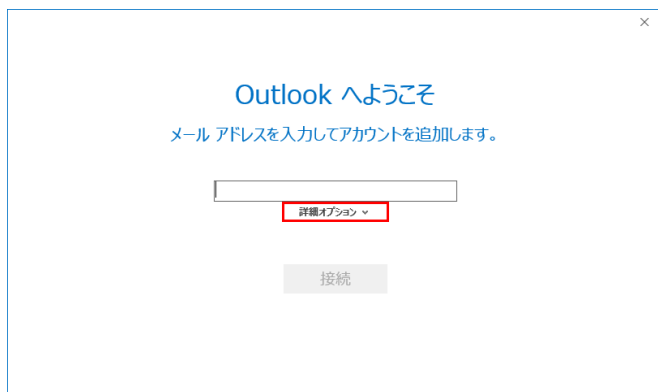 Outlook へようこそ
メール アドレスを入力してアカウントを追加します。
詳細オプション
接続